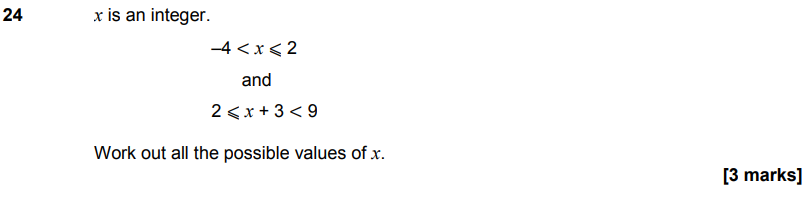 24 x is an integer.
–4 < x ⩽ 2
and
2 ⩽ x + 3 < 9
Work out all the possible values of x.
[3 marks]